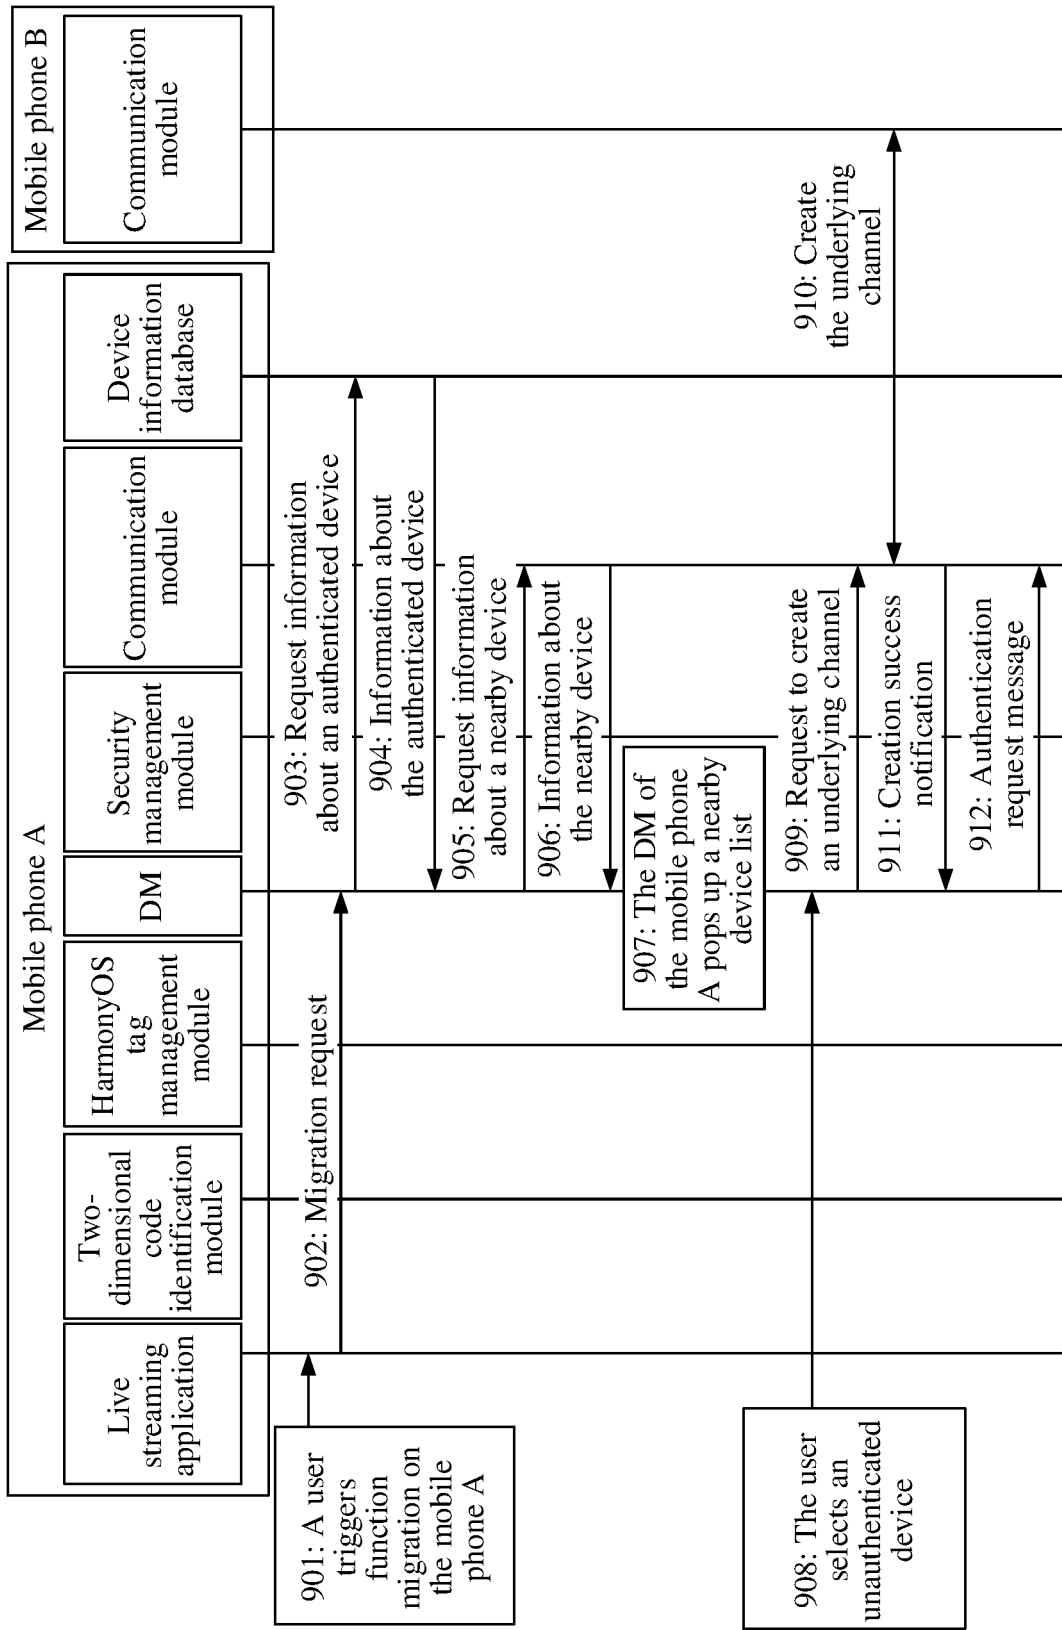 Mobile phone A
Mobile phone B
Live
streaming
application
Two-
dimensional
code
identification
module
HarmonyOS
tag
management
module
DM
Security
management
module
Communication
module
Device
information
database
Communication
module
901: A user
triggers
function
migration on
the mobile
phone A
902: Migration request
903: Request information
about an authenticated device
904: Information about
the authenticated device
905: Request information
about a nearby device
906: Information about
the nearby device
907: The DM of
the mobile phone
A pops up a nearby
device list
908: The user
selects an
unauthenticated
device
909: Request to create
an underlying channel
910: Create
the underlying
channel
911: Creation success
notification
912: Authentication
request message